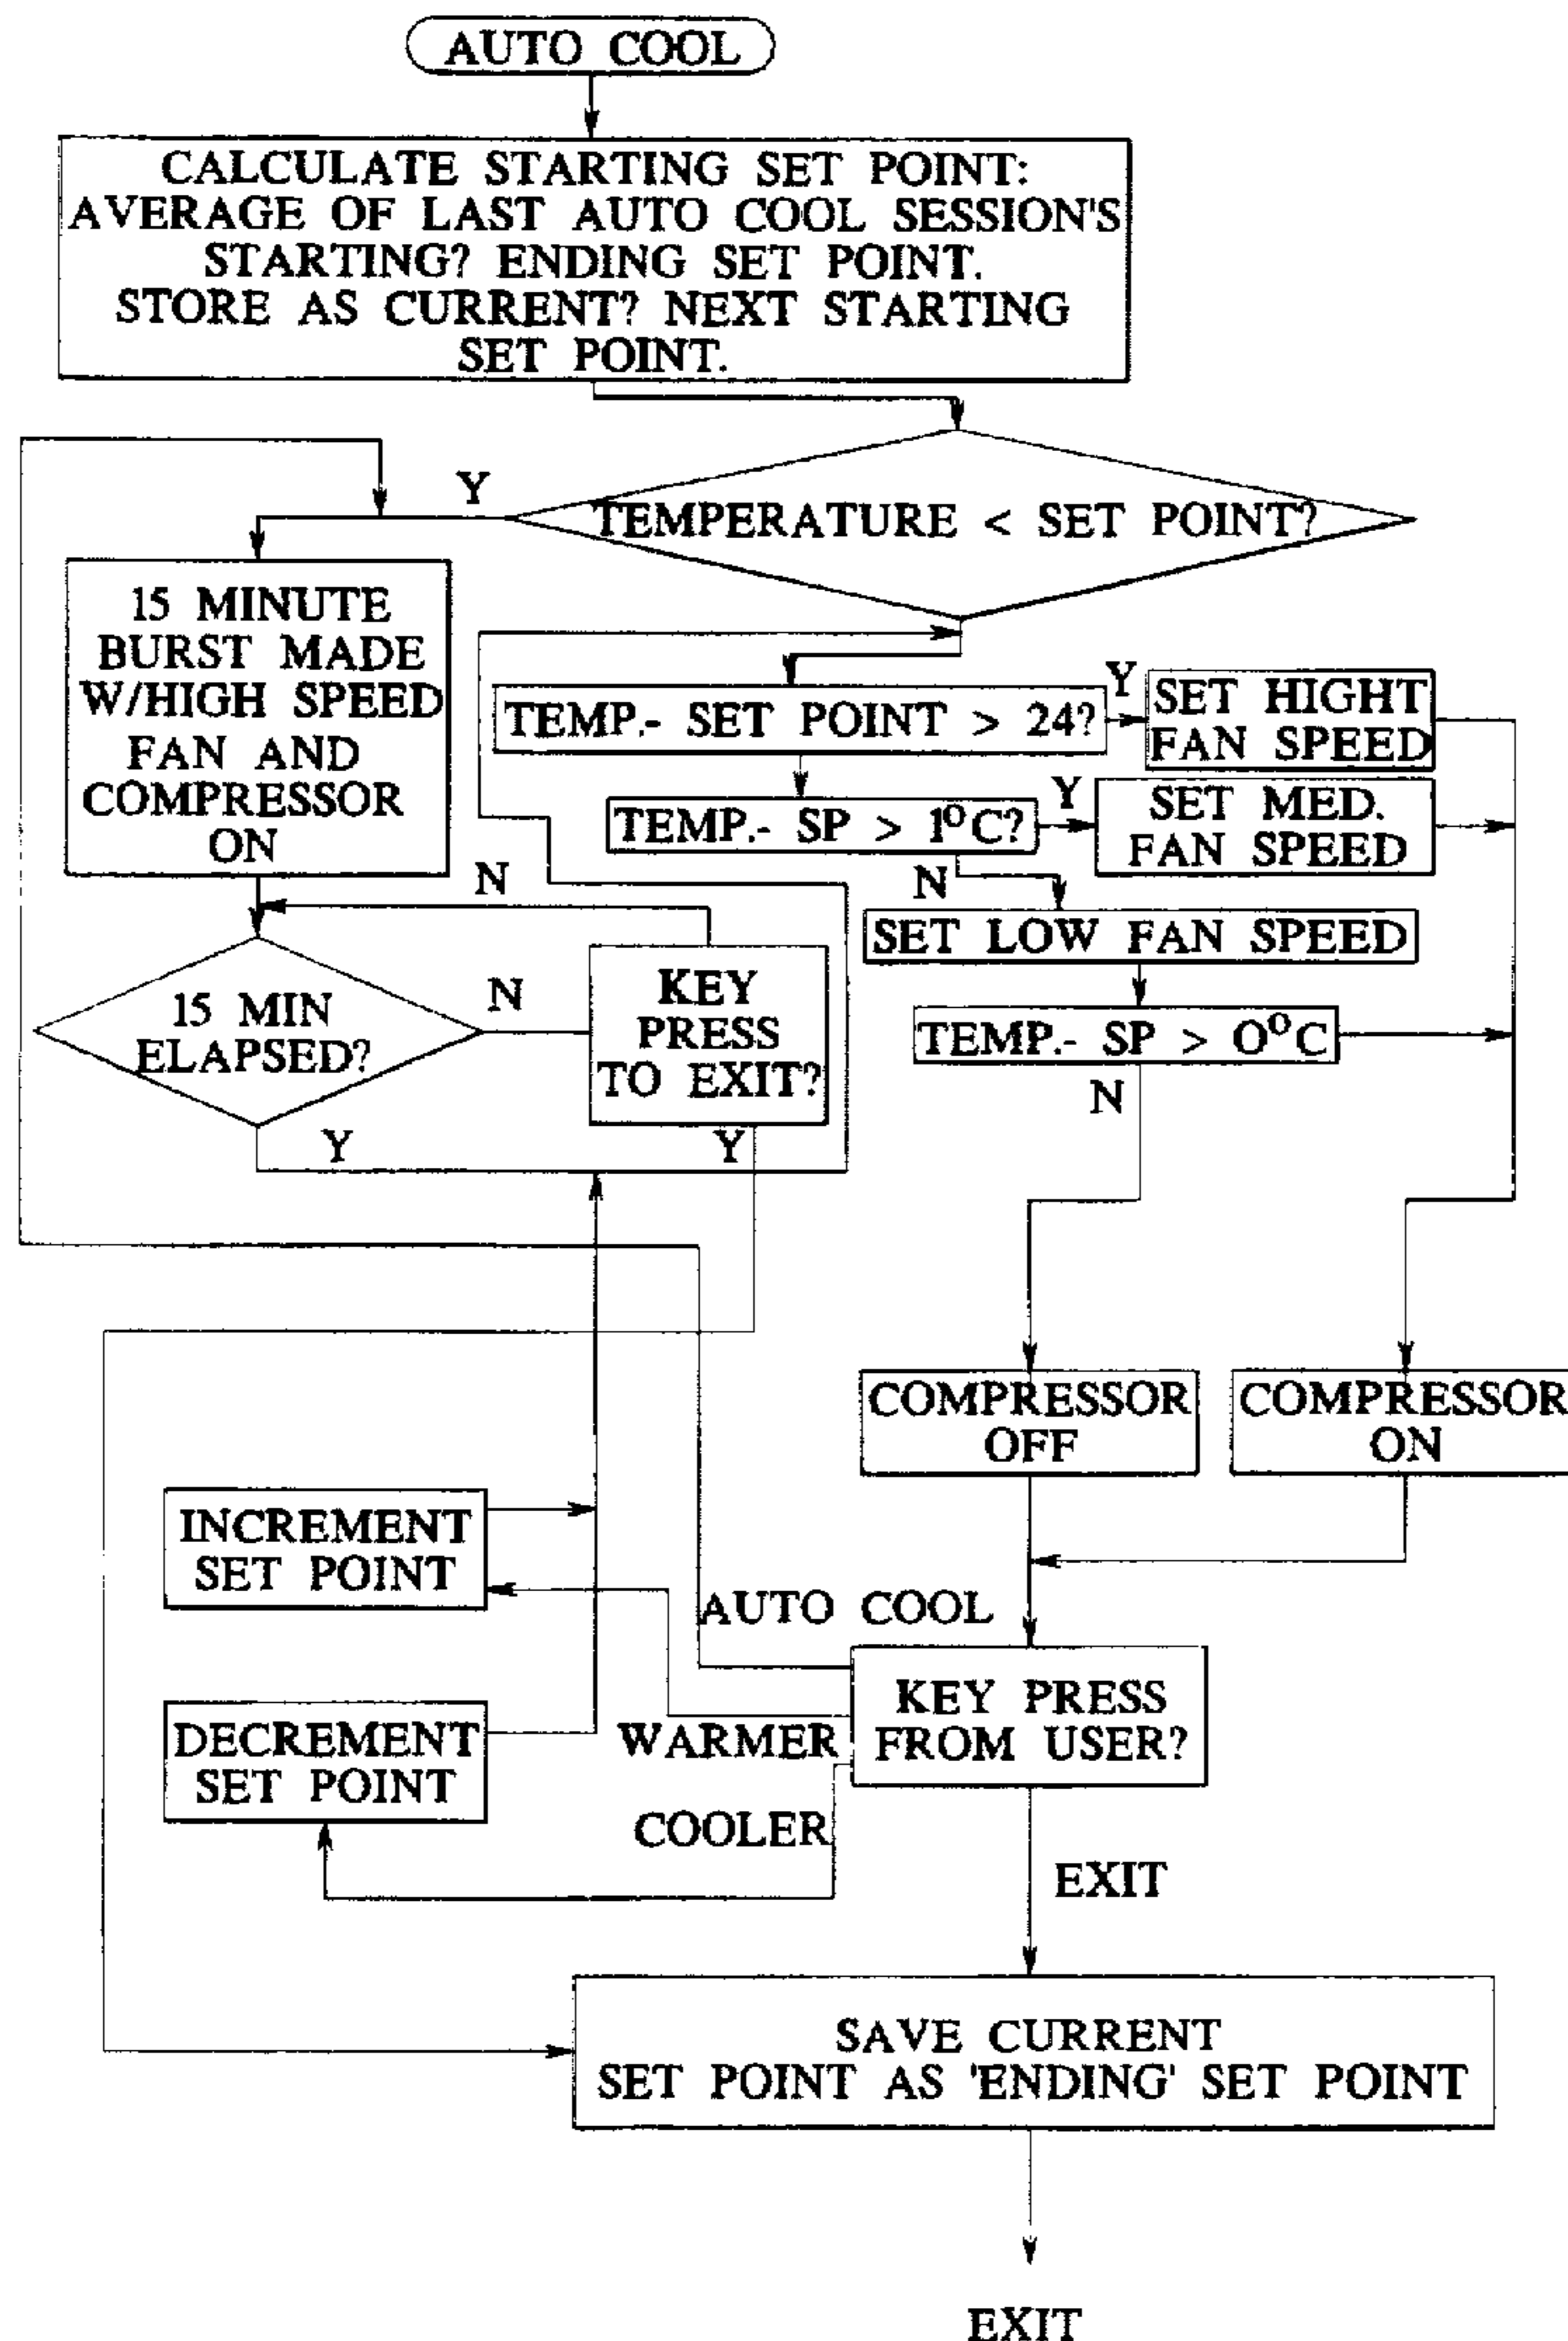 AUTO COOL
CALCULATE STARTING SET POINT:
AVERAGE OF LAST AUTO COOL SESSION'S
STARTING? ENDING SET POINT.
STORE AS CURRENT? NEXT STARTING
SET POINT.
Y
TEMPERATURE < SET POINT?
15 MINUTE
BURST MADE
W/HIGH SPEED
FAN AND
COMPRESSOR
ON
TEMP.- SET POINT > 24?
Y
SET HIGHT
FAN SPEED
TEMP.- SP > 1°C?
Y
SET MED.
FAN SPEED
N
SET LOW FAN SPEED
TEMP.- SP > 0°C
N
N
15 MIN
ELAPSED?
N
KEY
PRESS
TO EXIT?
Y
Y
COMPRESSOR
OFF
COMPRESSOR
ON
INCREMENT
SET POINT
AUTO COOL
KEY PRESS
FROM USER?
WARMER
DECREMENT
SET POINT
COOLER
EXIT
SAVE CURRENT
SET POINT AS 'ENDING' SET POINT
EXIT